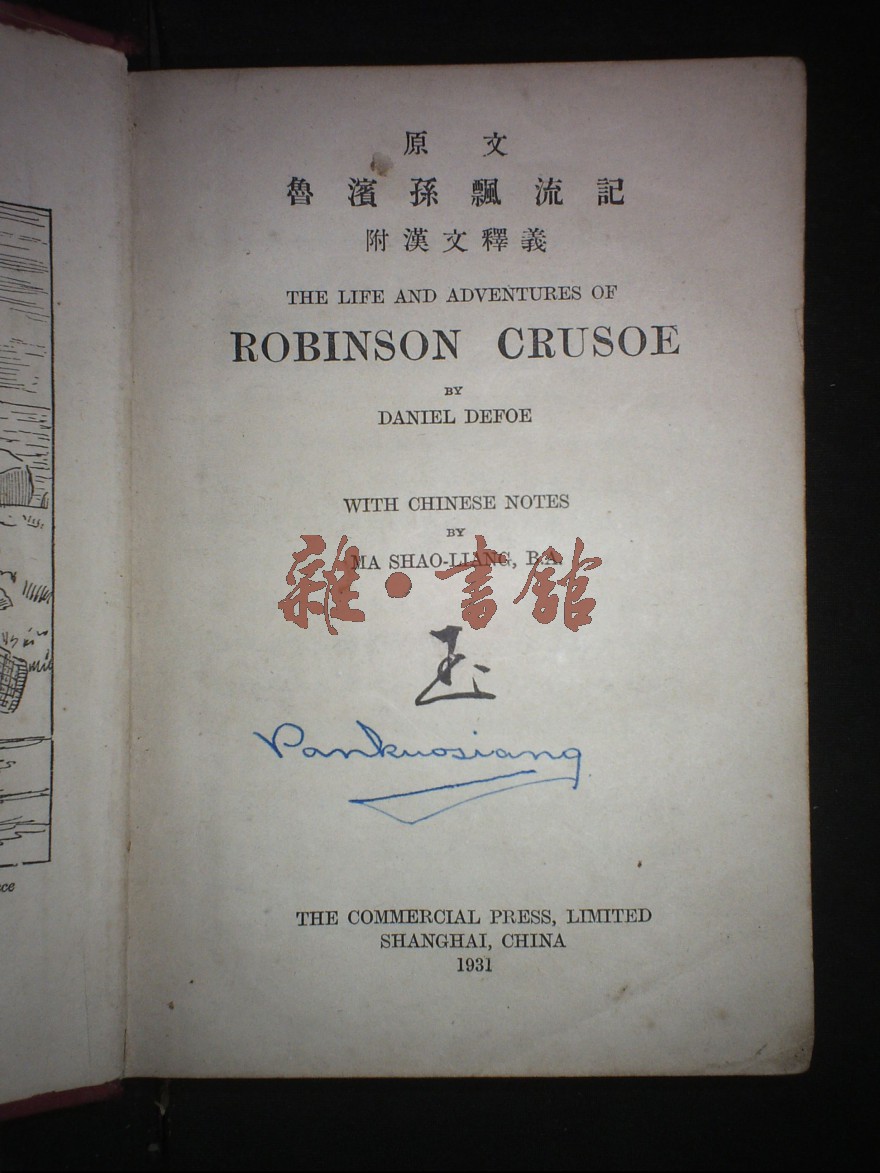 原文
魯濱孫飄流記
附漢文釋義
THE LIFE AND ADVENTURES OF
ROBINSON CRUSOE
BY
DANIEL DEFOE
WITH CHINESE NOTES
BY
MA SHAO-LIANG, B.A.
雜·書館
Pankuosiang
THE COMMERCIAL PRESS, LIMITED
SHANGHAI, CHINA
1931